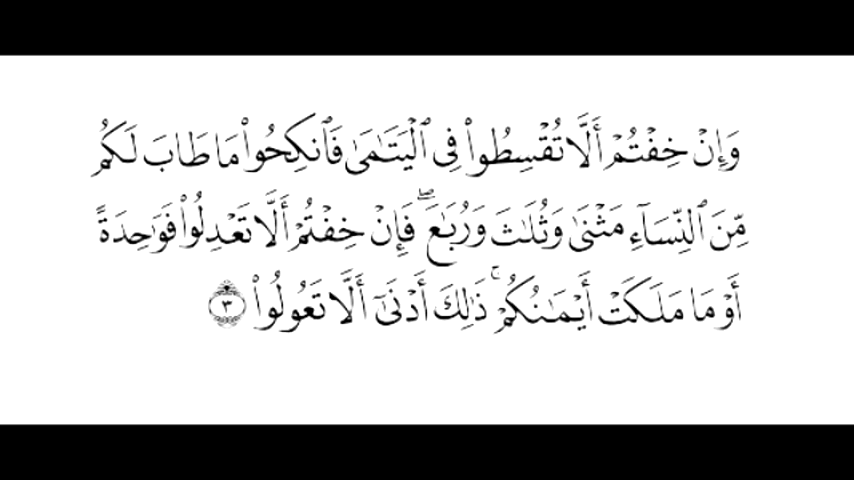 وَإِنْ خِفْتُمْ أَلَّا تُقْسِطُوا۟ فِى ٱلْيَتَـٰمَىٰ فَٱنكِحُوا۟ مَا طَابَ لَكُم
مِّنَ ٱلنِّسَآءِ مَثْنَىٰ وَثُلَـٰثَ وَرُبَـٰعَ ۖ فَإِنْ خِفْتُمْ أَلَّا تَعْدِلُوا۟ فَوَٰحِدَةً
أَوْ مَا مَلَكَتْ أَيْمَـٰنُكُمْ ۚ ذَٰلِكَ أَدْنَىٰٓ أَلَّا تَعُولُوا۟ ٣